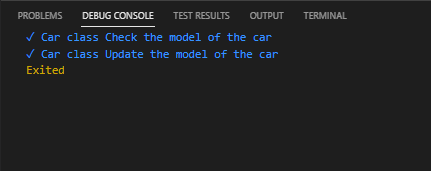 PROBLEMS DEBUG CONSOLE TEST RESULTS OUTPUT TERMINAL
✓ Car class Check the model of the car
✓ Car class Update the model of the car
Exited